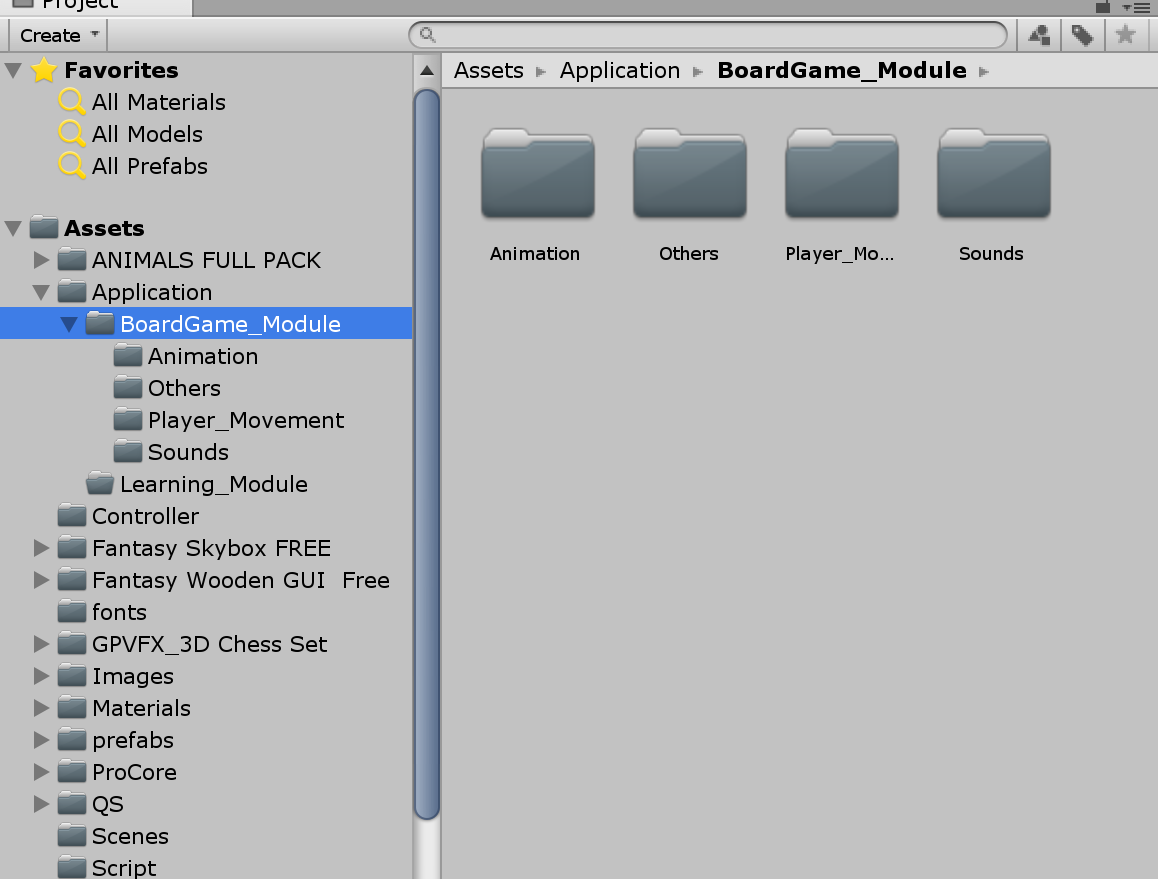 Project
Create
Favorites
All Materials
All Models
All Prefabs
Assets
ANIMALS FULL PACK
Application
BoardGame_Module
Animation
Others
Player_Movement
Sounds
Learning_Module
Controller
Fantasy Skybox FREE
Fantasy Wooden GUI  Free
fonts
GPVFX_3D Chess Set
Images
Materials
prefabs
ProCore
QS
Scenes
Script
Assets Application BoardGame_Module
Animation Others Player_Mo... Sounds